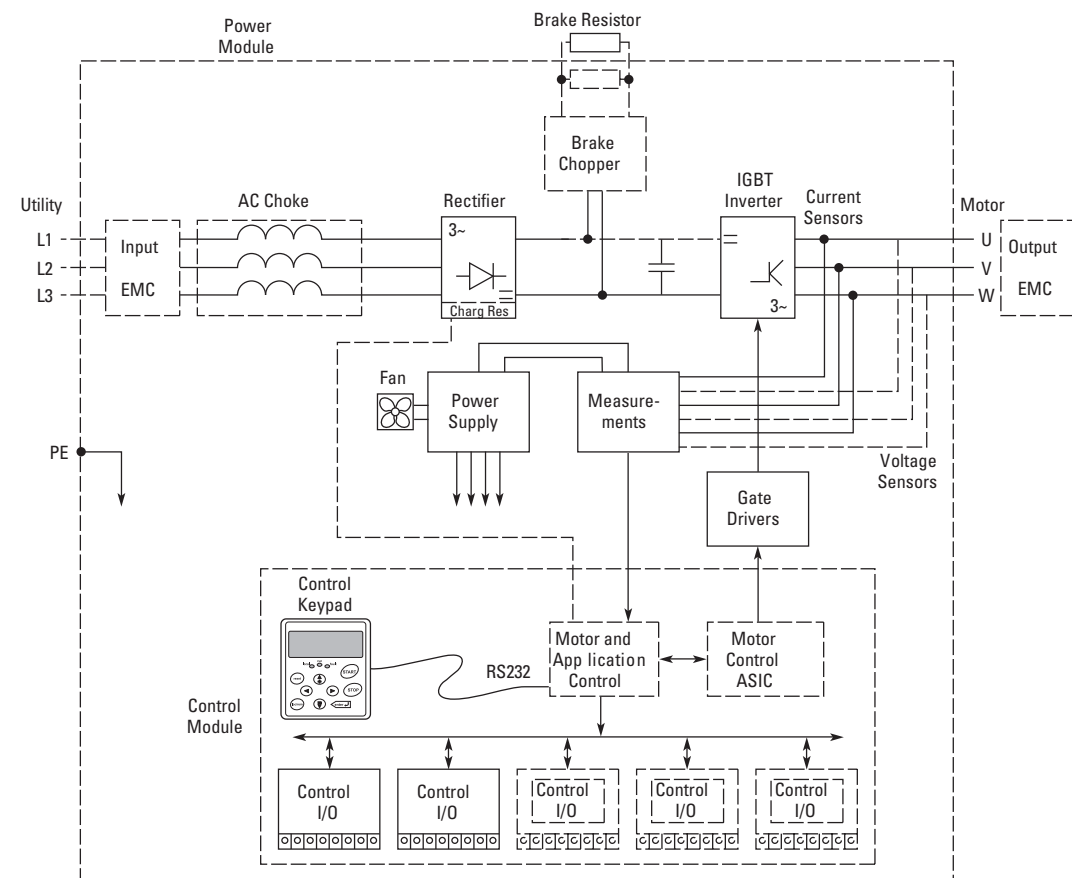 Brake Resistor
Power
Module
Brake
Chopper
IGBT
Inverter
Current
Sensors
Utility
AC Choke
Rectifier
Motor
L1
L2
L3
Input
EMC
3~
Charg Res
3~
U
V
W
Output
EMC
Fan
Power
Supply
Measure-
ments
PE
Voltage
Sensors
Gate
Drivers
Control
Keypad
START
STOP
RS232
Motor and
App lication
Control
Motor
Control
ASIC
Control
Module
Control
I/O
Control
I/O
Control
I/O
Control
I/O
Control
I/O